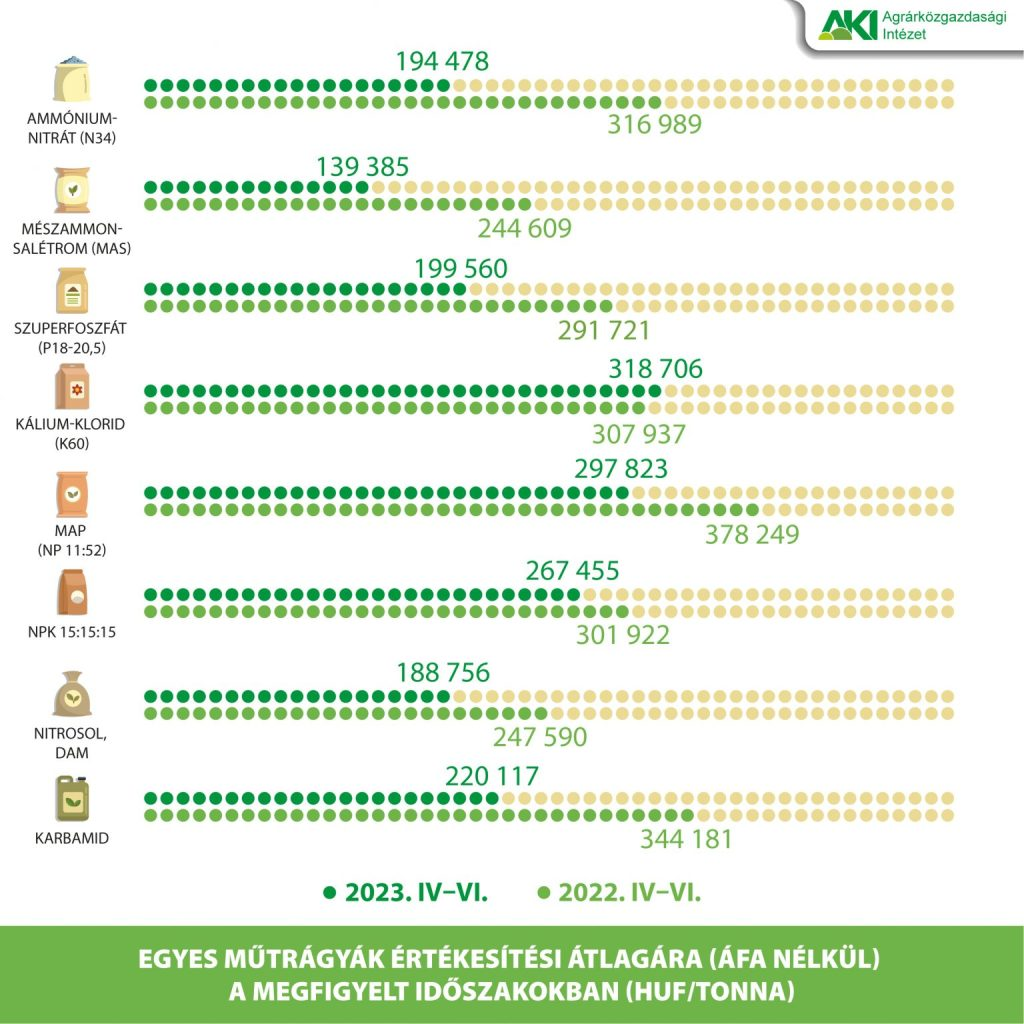 AKI Agrárközgazdasági
Intézet
194 478
AMMÓNIUM-
NITRÁT (N34)
316 989
139 385
MÉSZAMMON-
SALÉTROM (MAS)
244 609
199 560
SZUPERFOSZFÁT
(P18-20,5)
291 721
318 706
KÁLIUM-KLORID
(K60)
307 937
297 823
MAP
(NP 11:52)
378 249
267 455
NPK 15:15:15
301 922
188 756
NITROSOL,
DAM
247 590
220 117
KARBAMID
344 181
2023. IV–VI. 2022. IV–VI.
EGYES MŰTRÁGYÁK ÉRTÉKESÍTÉSI ÁTLAGÁRA (ÁFA NÉLKÜL)
A MEGFIGYELT IDŐSZAKOKBAN (HUF/TONNA)